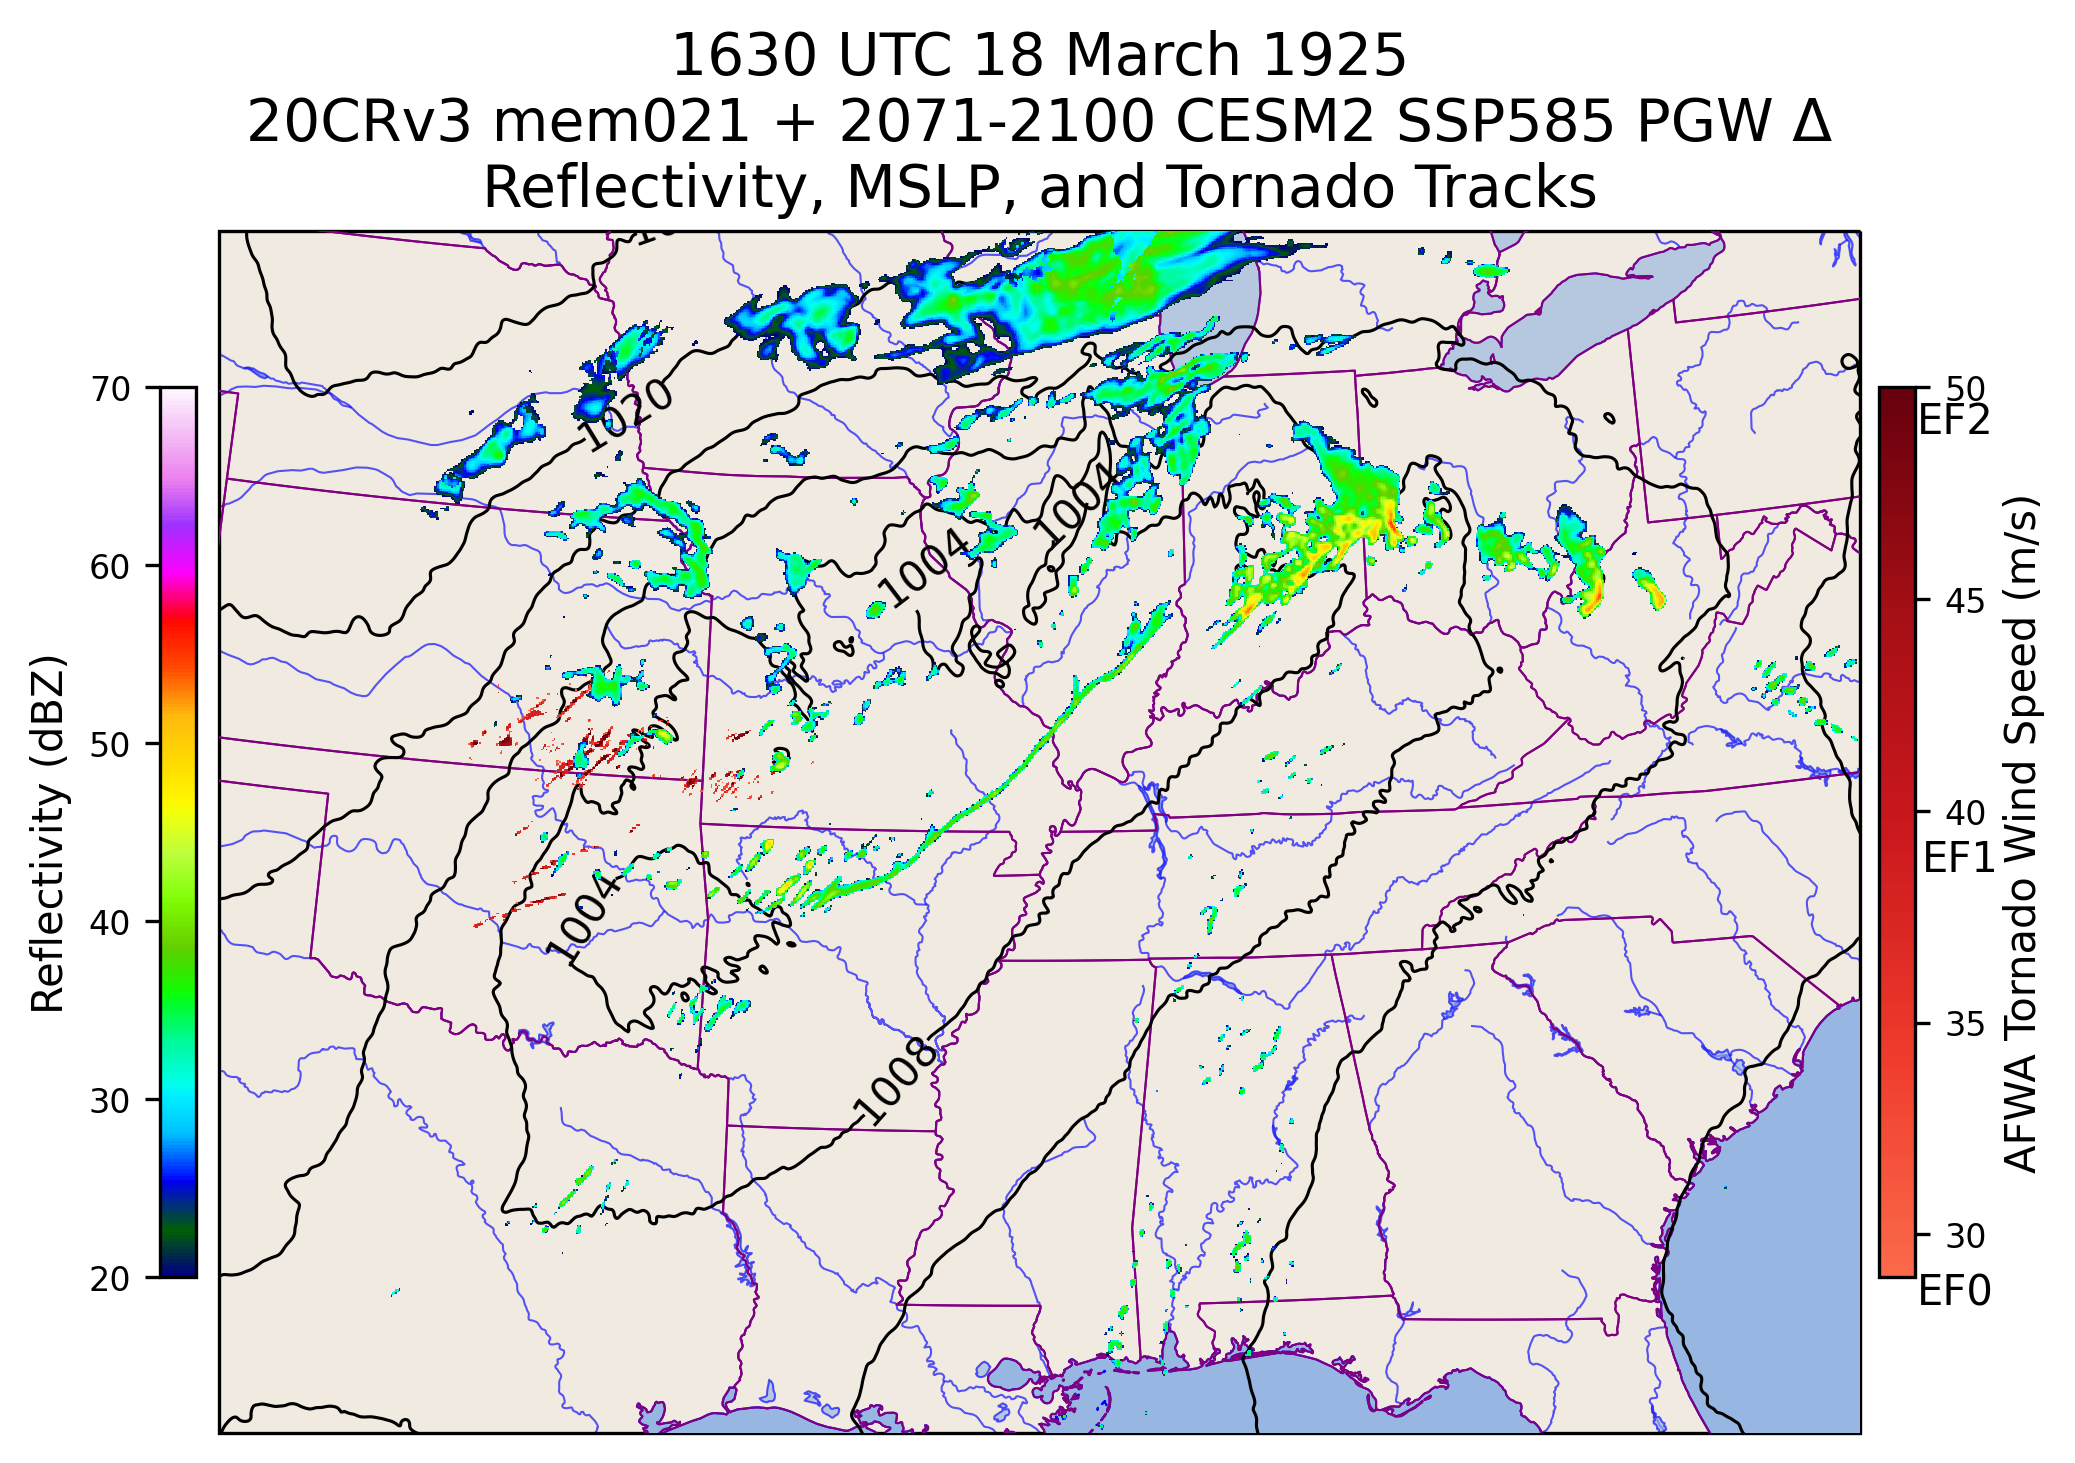 1630 UTC 18 March 1925
20CRv3 mem021 + 2071-2100 CESM2 SSP585 PGW Δ
Reflectivity, MSLP, and Tornado Tracks
70
60
50
40
30
20
Reflectivity (dBZ)
1020
1004
1004
1004
1008
50
EF2
45
40
EF1
35
30
EF0
AFWA Tornado Wind Speed (m/s)